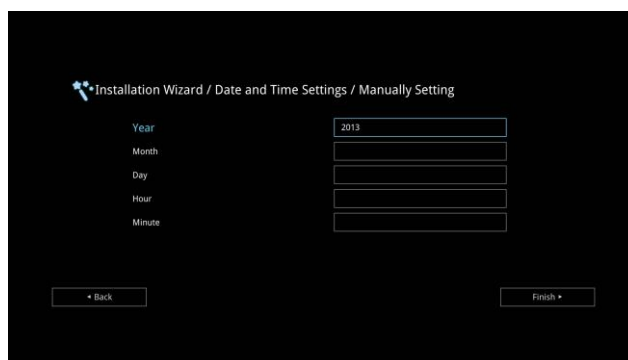 Installation Wizard / Date and Time Settings / Manually Setting
Year 2013
Month
Day
Hour
Minute
◂ Back Finish ▸